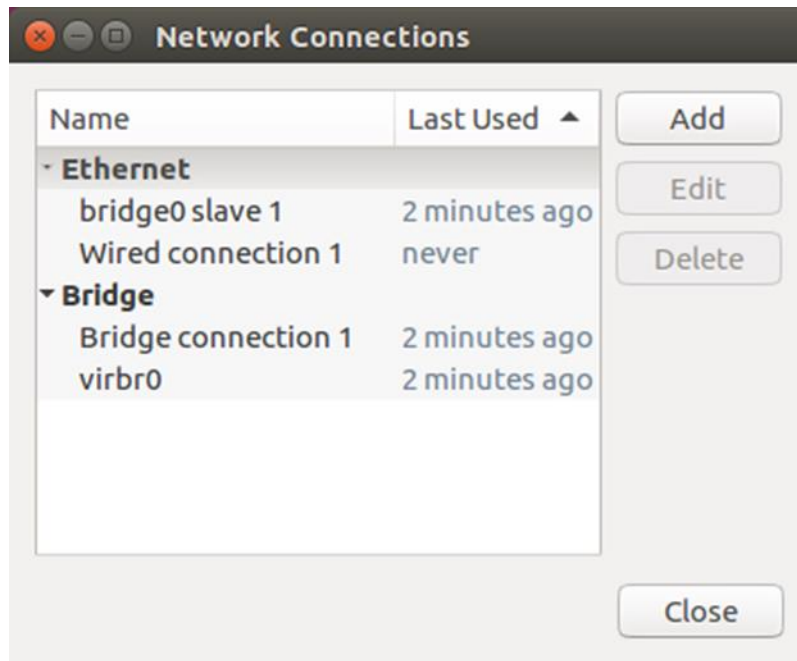 Network Connections
Name Last Used Add
Ethernet Edit
bridge0 slave 1 2 minutes ago
Wired connection 1 never Delete
Bridge
Bridge connection 1 2 minutes ago
virbr0 2 minutes ago
Close